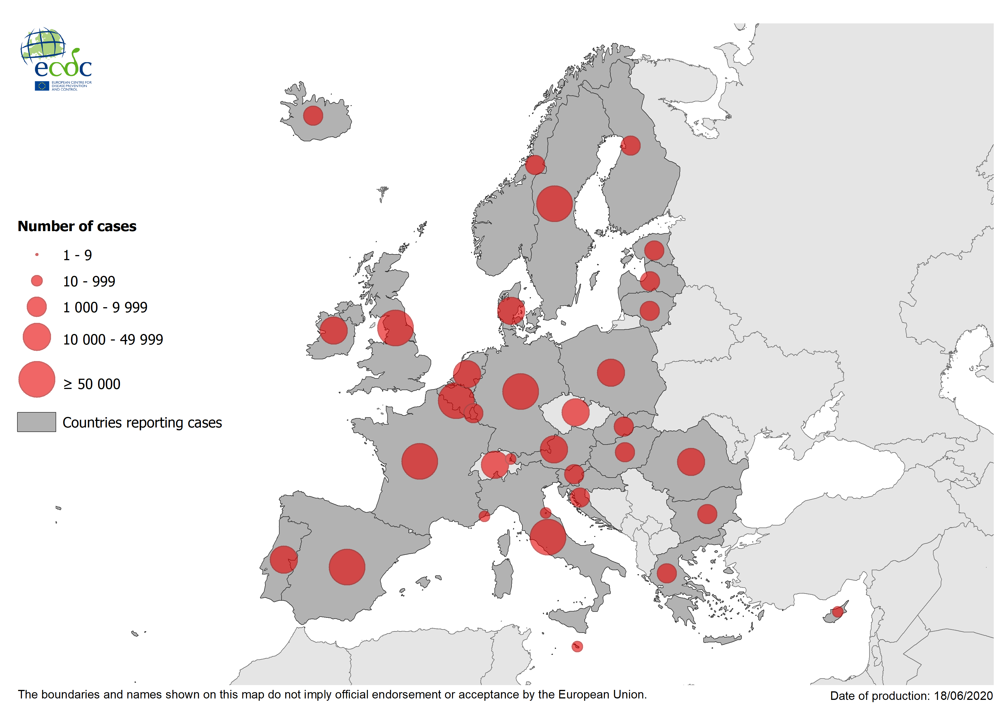 ecdc
EUROPEAN CENTRE FOR
DISEASE PREVENTION
AND CONTROL
Number of cases
1 - 9
10 - 999
1 000 - 9 999
10 000 - 49 999
≥ 50 000
Countries reporting cases
The boundaries and names shown on this map do not imply official endorsement or acceptance by the European Union.
Date of production: 18/06/2020